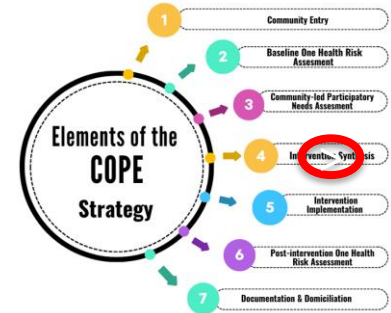 1
Community Entry
2
Baseline One Health Risk
Assesment
3
Community-led Participatory
Needs Assesment
Elements of the
COPE
Strategy
4
Intervention Synthesis
5
Intervention
Implementation
6
Post-intervention One Health
Risk Assessment
7
Documentation & Domiciliation